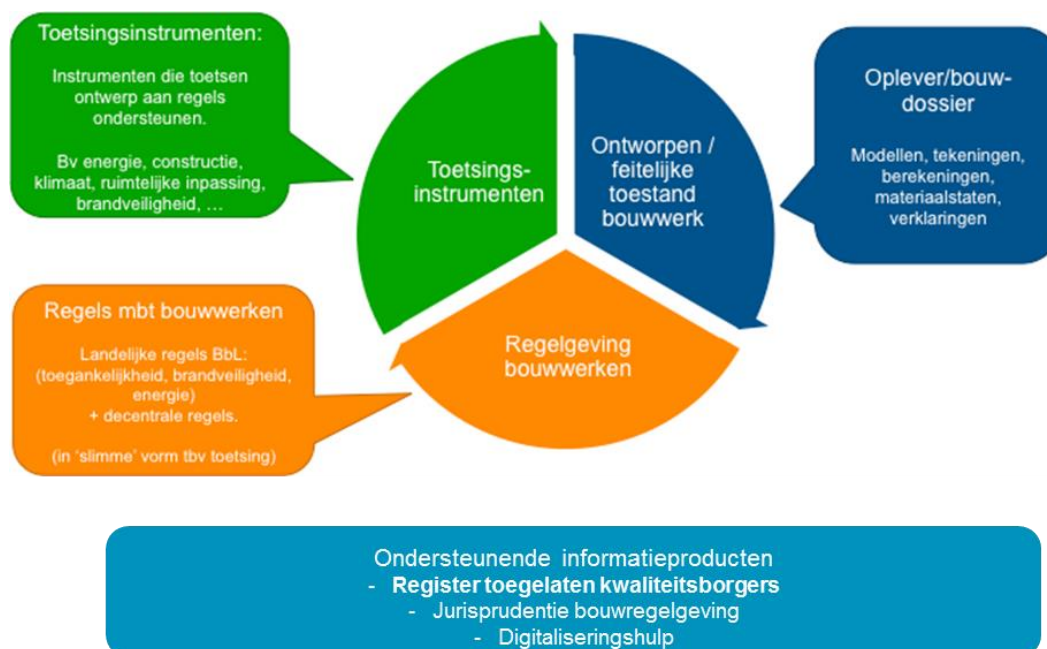 Toetsingsinstrumenten:
Instrumenten die toetsen
ontwerp aan regels
ondersteunen.
Bv energie, constructie,
klimaat, ruimtelijke inpassing,
brandveiligheid, ...
Toetsings-
instrumenten
Ontworpen /
feitelijke
toestand
bouwwerk
Oplever/bouw-
dossier
Modellen, tekeningen,
berekeningen,
materiaalstaten,
verklaringen
Regels mbt bouwwerken
Landelijke regels BbL:
(toegankelijkheid, brandveiligheid,
energie)
+ decentrale regels.
(in 'slimme' vorm tbv toetsing)
Regelgeving
bouwwerken
Ondersteunende informatieproducten
- Register toegelaten kwaliteitsborgers
- Jurisprudentie bouwregelgeving
- Digitaliseringshulp